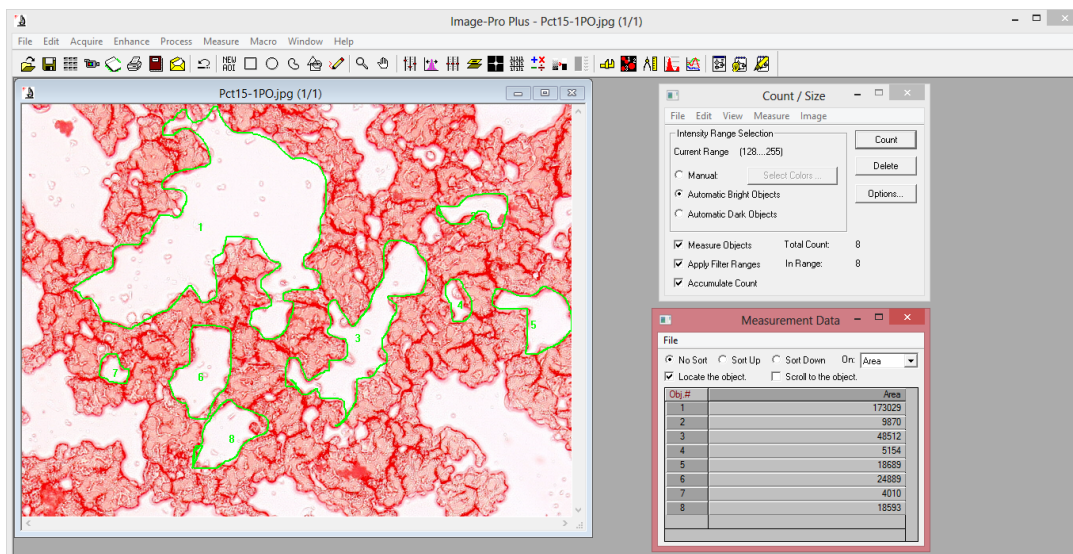 Image-Pro Plus - Pct15-1PO.jpg (1/1)
File Edit Acquire Enhance Process Measure Macro Window Help
NEW AOI
Pct15-1PO.jpg (1/1)
1
2
3
4
5
6
7
8
Count / Size
File Edit View Measure Image
Intensity Range Selection
Current Range (128....255)
Manual: Select Colors ...
Automatic Bright Objects
Automatic Dark Objects
Count
Delete
Options...
Measure Objects Total Count: 8
Apply Filter Ranges In Range: 8
Accumulate Count
Measurement Data
File
No Sort Sort Up Sort Down On: Area
Locate the object. Scroll to the object.
Obj.# Area
1 173029
2 9870
3 48512
4 5154
5 18689
6 24889
7 4010
8 18593